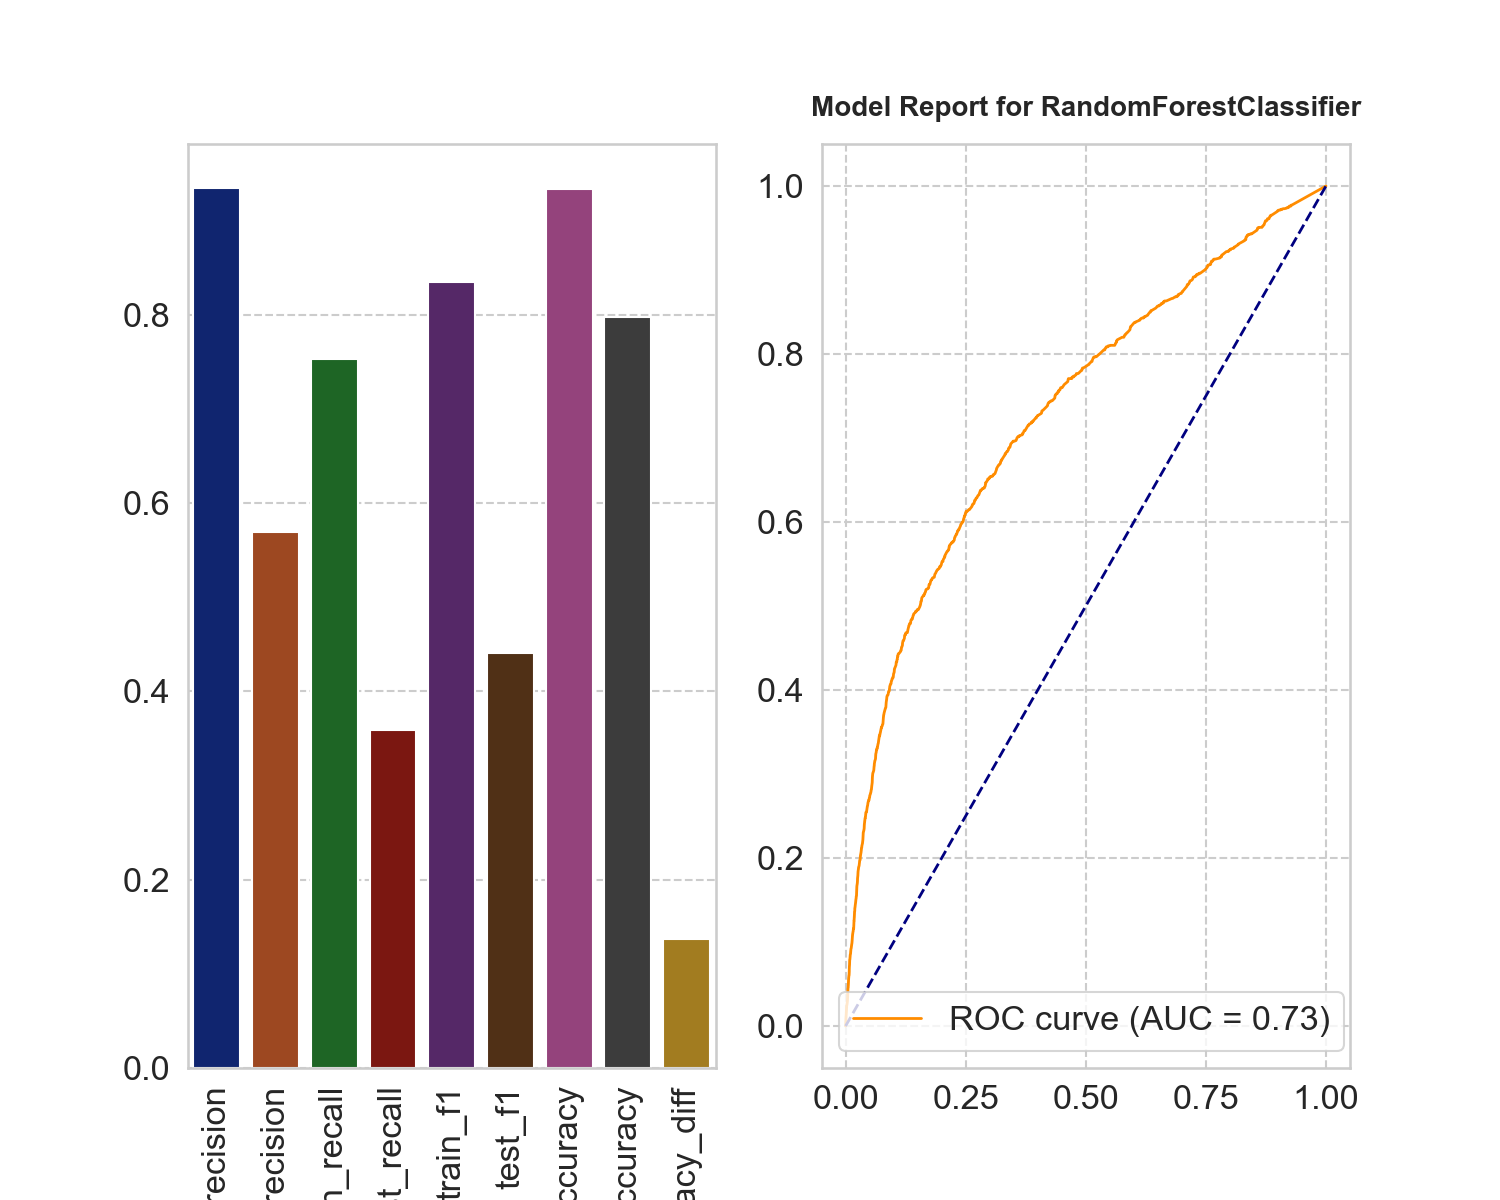 Model Report for RandomForestClassifier
0.8
0.6
0.4
0.2
0.0
recision
recision
n_recall
t_recall
train_f1
test_f1
ccuracy
ccuracy
acy_diff
1.0
0.8
0.6
0.4
0.2
0.0
0.00 0.25 0.50 0.75 1.00
ROC curve (AUC = 0.73)